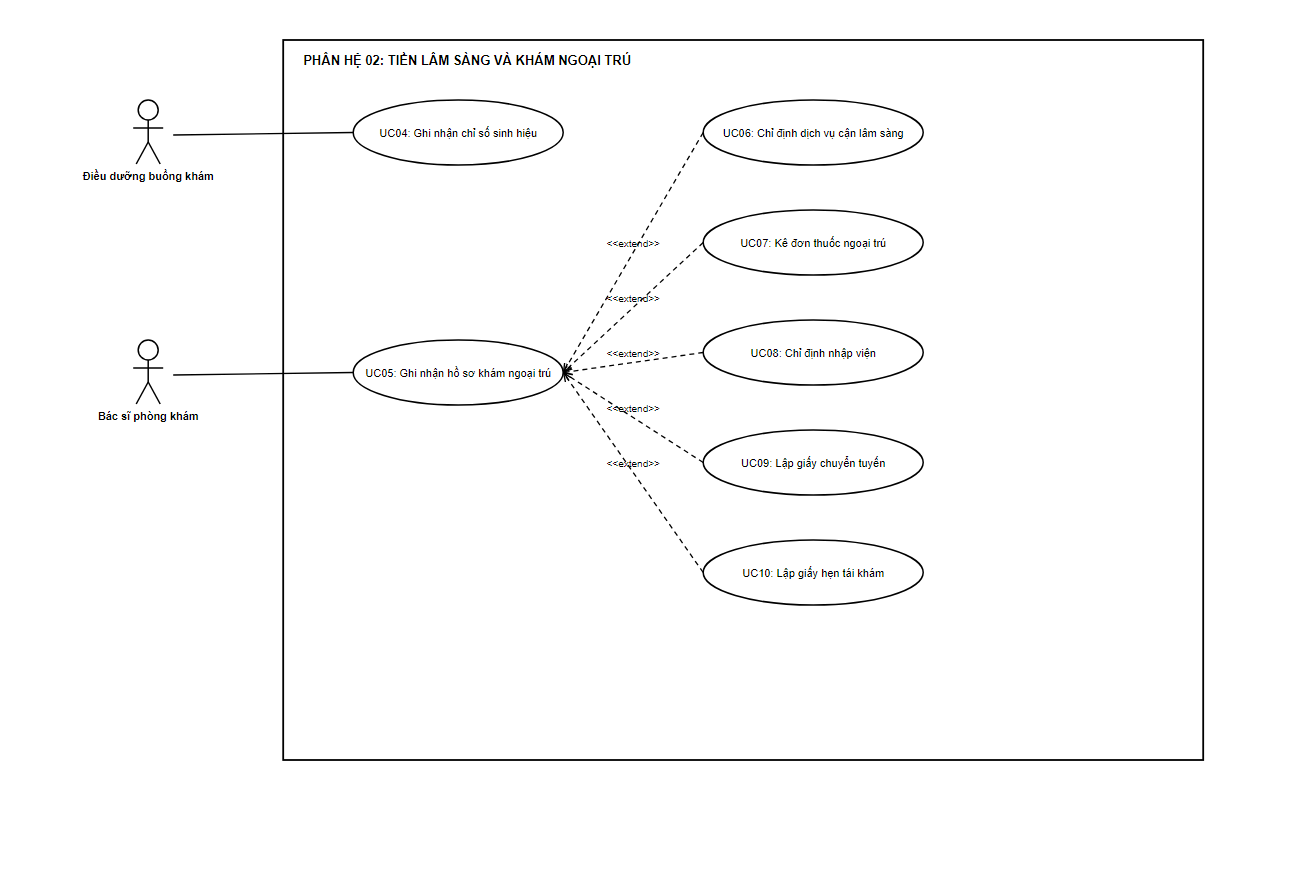 PHÂN HỆ 02: TIỀN LÂM SÀNG VÀ KHÁM NGOẠI TRÚ
UC04: Ghi nhận chỉ số sinh hiệu
UC06: Chỉ định dịch vụ cận lâm sàng
Điều dưỡng buồng khám
UC07: Kê đơn thuốc ngoại trú
<<extend>>
<<extend>>
<<extend>>
UC08: Chỉ định nhập viện
UC05: Ghi nhận hồ sơ khám ngoại trú
Bác sĩ phòng khám
<<extend>>
<<extend>>
UC09: Lập giấy chuyển tuyến
UC10: Lập giấy hẹn tái khám